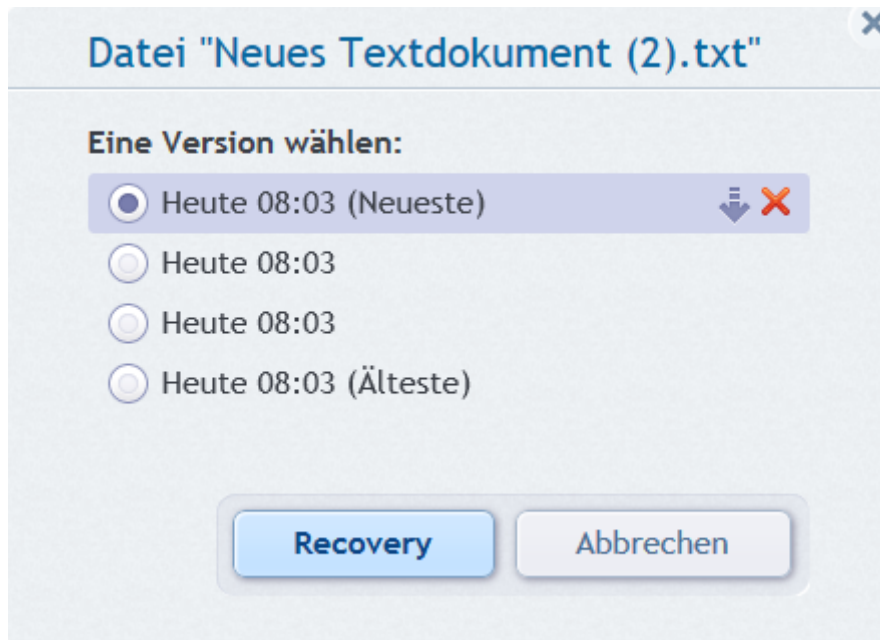 Datei "Neues Textdokument (2).txt"
Eine Version wählen:
Heute 08:03 (Neueste)
Heute 08:03
Heute 08:03
Heute 08:03 (Älteste)
Recovery
Abbrechen